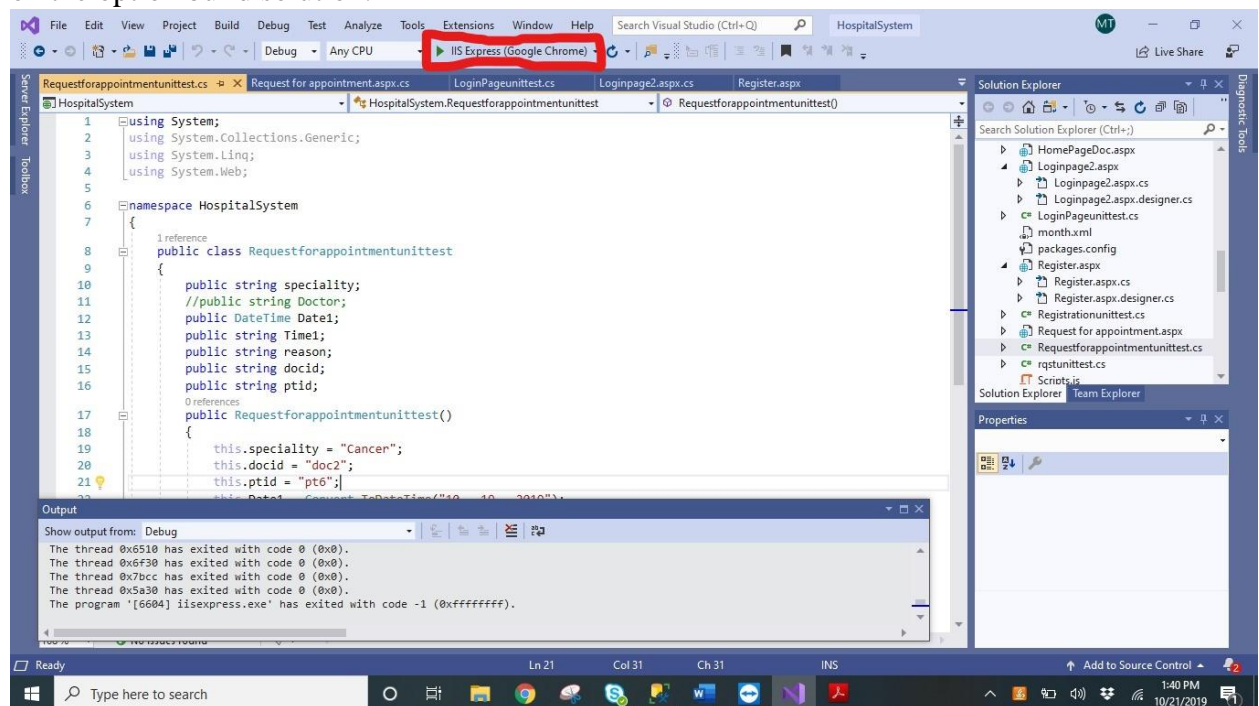 File Edit View Project Build Debug Test Analyze Tools Extensions Window Help Search Visual Studio (Ctrl+Q) HospitalSystem MT
Debug Any CPU IIS Express (Google Chrome) Live Share
Server Explorer
Toolbox
Requestforappointmentunittest.cs Request for appointment.aspx.cs LoginPageunittest.cs Loginpage2.aspx.cs Register.aspx
HospitalSystem HospitalSystem.Requestforappointmentunittest Requestforappointmentunittest()
1 using System;
2 using System.Collections.Generic;
3 using System.Linq;
4 using System.Web;
5
6 namespace HospitalSystem
7 {
1 reference
8 public class Requestforappointmentunittest
9 {
10 public string speciality;
11 //public string Doctor;
12 public DateTime Date1;
13 public string Time1;
14 public string reason;
15 public string docid;
16 public string ptid;
0 references
17 public Requestforappointmentunittest()
18 {
19 this.speciality = "Cancer";
20 this.docid = "doc2";
21 this.ptid = "pt6";
Output
Show output from: Debug
The thread 0x6510 has exited with code 0 (0x0).
The thread 0x6f30 has exited with code 0 (0x0).
The thread 0x7bcc has exited with code 0 (0x0).
The thread 0x5a30 has exited with code 0 (0x0).
The program '[6604] iisexpress.exe' has exited with code -1 (0xffffffff).
Solution Explorer
Search Solution Explorer (Ctrl+;)
HomePageDoc.aspx
Loginpage2.aspx
Loginpage2.aspx.cs
Loginpage2.aspx.designer.cs
C# LoginPageunittest.cs
month.xml
packages.config
Register.aspx
Register.aspx.cs
Register.aspx.designer.cs
C# Registrationunittest.cs
Request for appointment.aspx
C# Requestforappointmentunittest.cs
C# rqstunittest.cs
Scripts.js
Solution Explorer Team Explorer
Properties
Diagnostic Tools
Ready Ln 21 Col 31 Ch 31 INS Add to Source Control 2
Type here to search
1:40 PM
10/21/2019